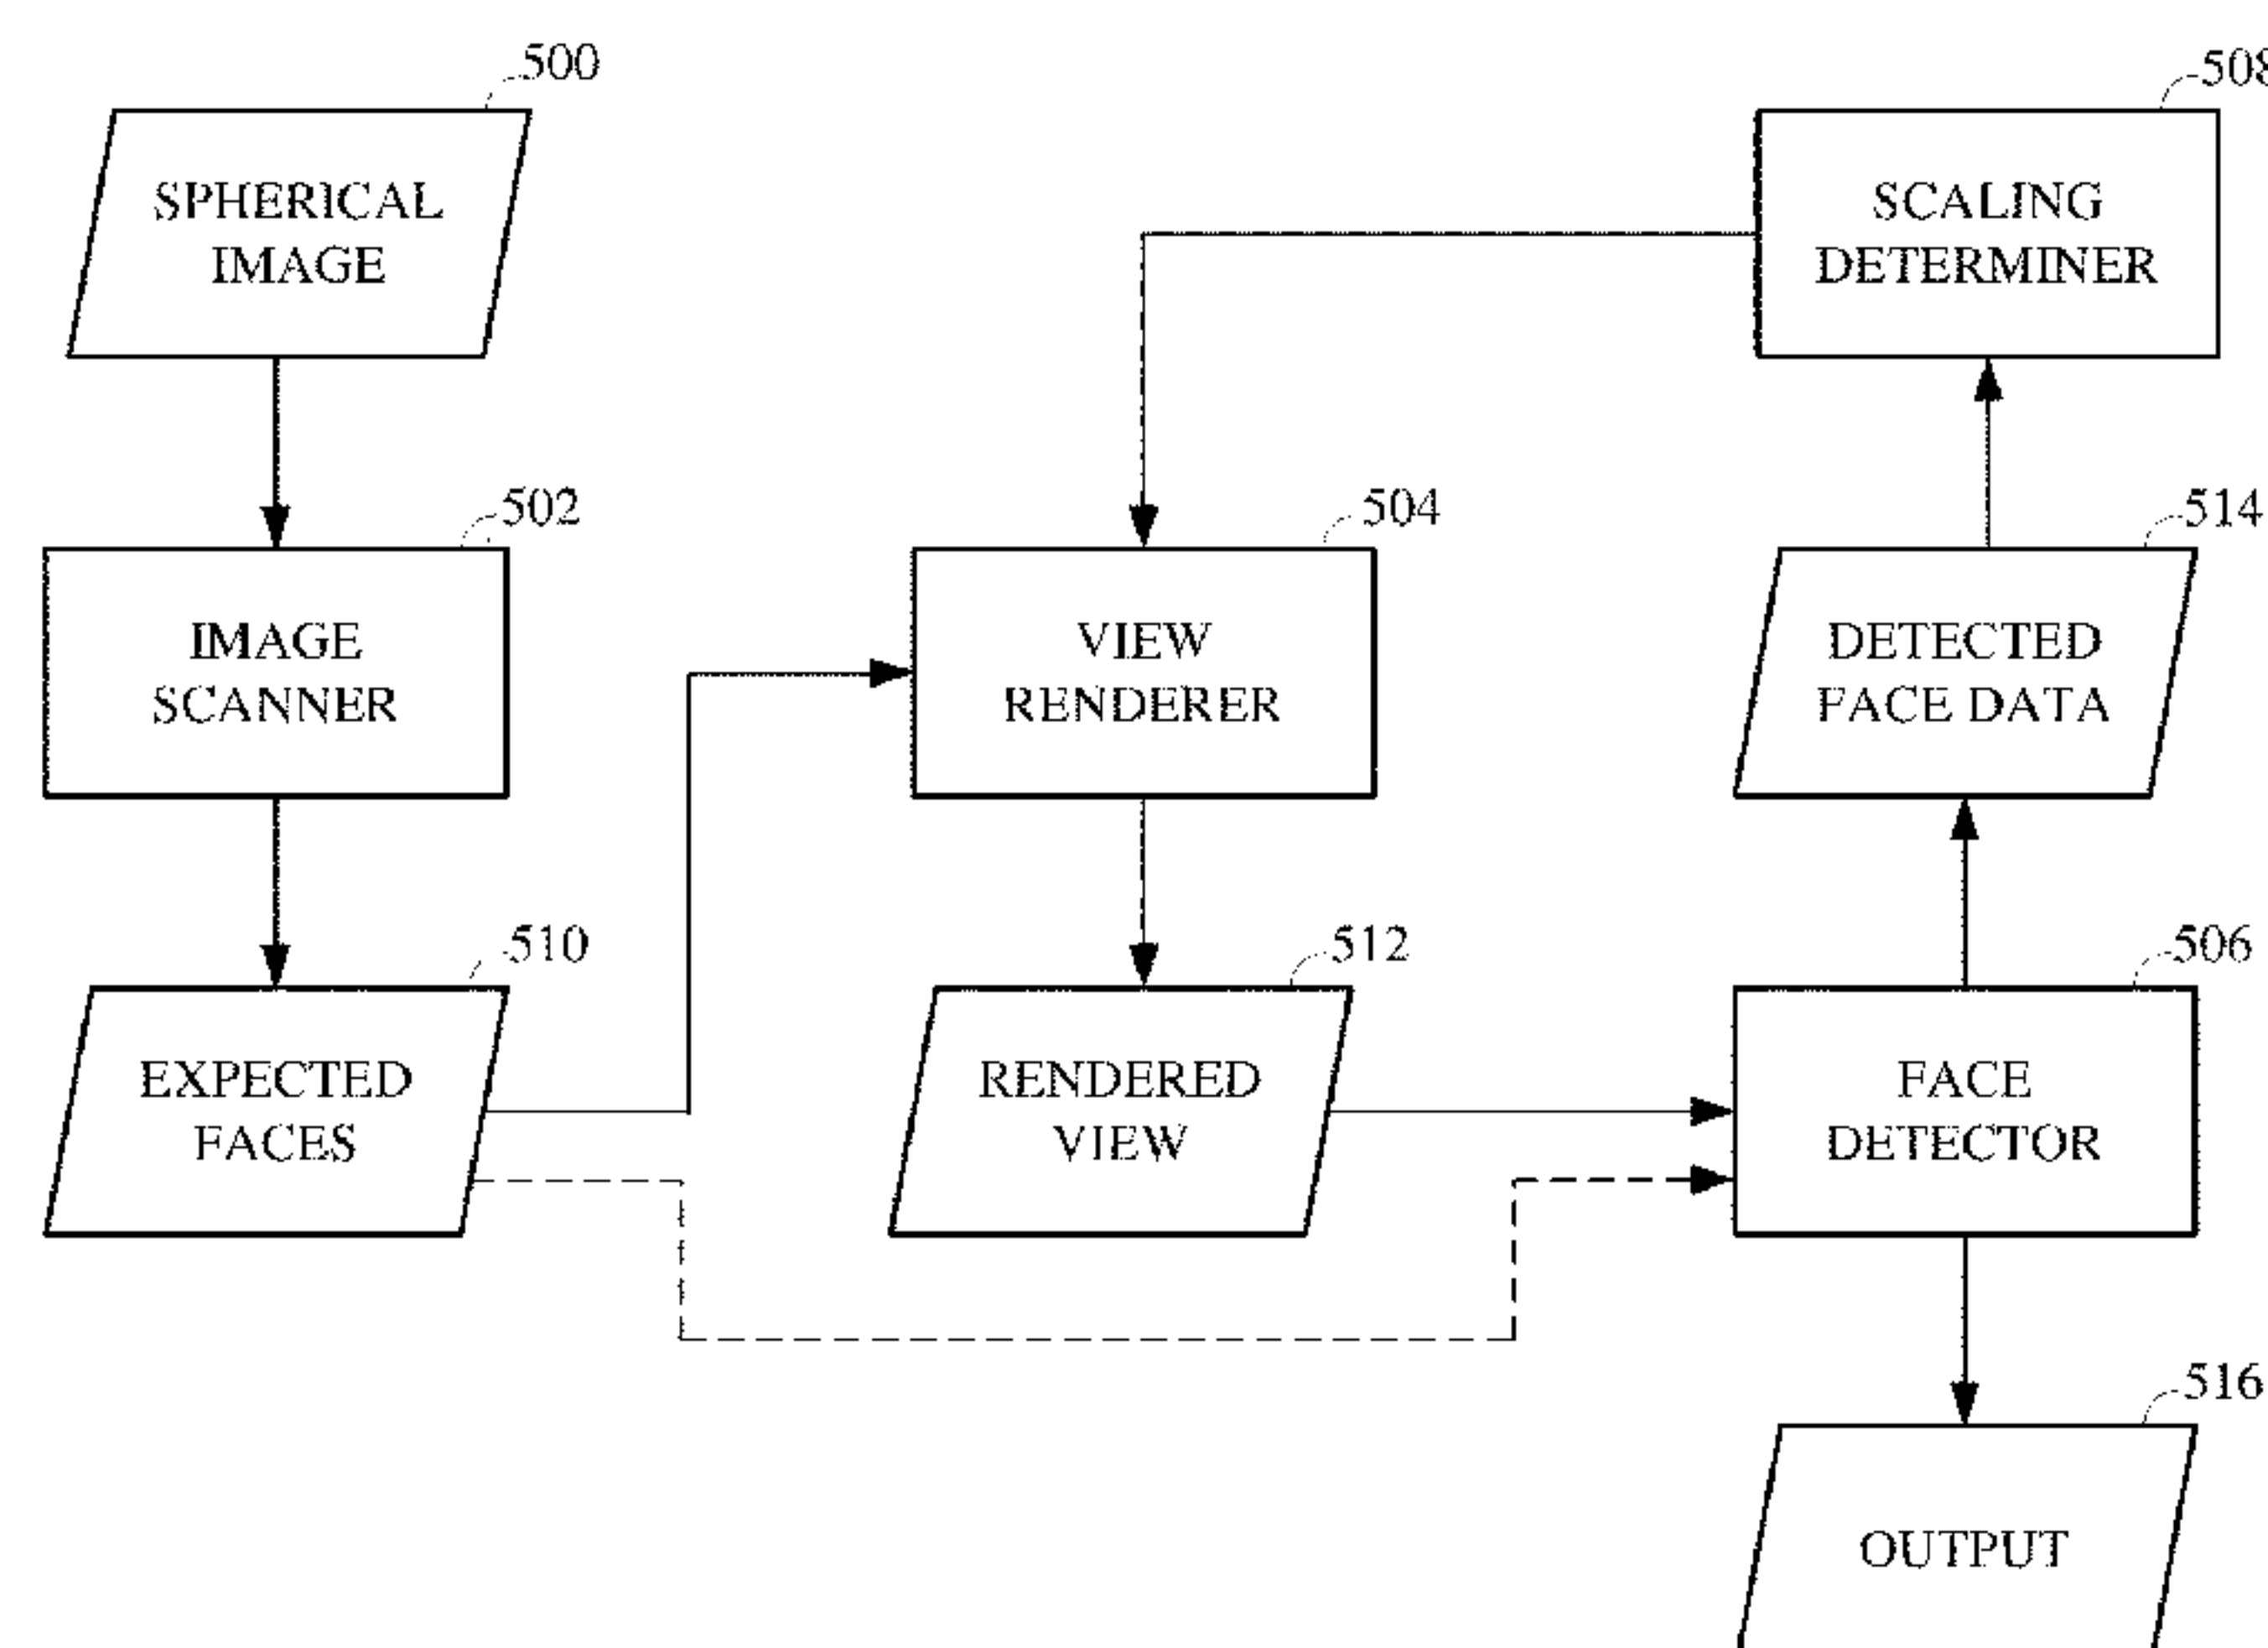 500
SPHERICAL
IMAGE
508
SCALING
DETERMINER
502
IMAGE
SCANNER
504
VIEW
RENDERER
514
DETECTED
FACE DATA
510
EXPECTED
FACES
512
RENDERED
VIEW
506
FACE
DETECTOR
516
OUTPUT